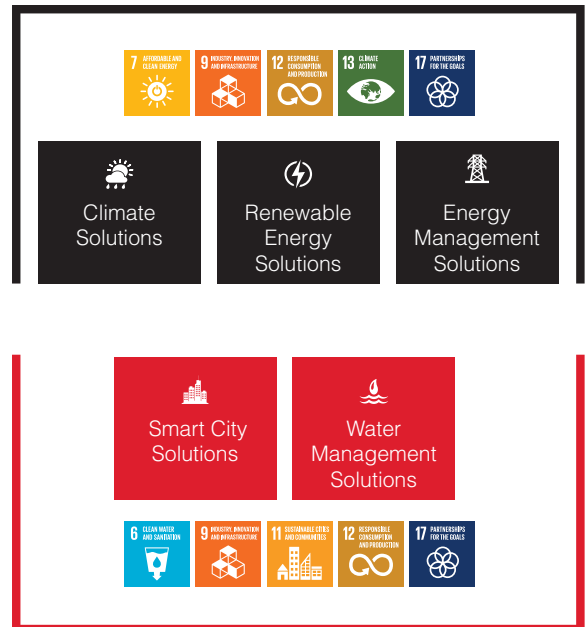 7 AFFORDABLE AND
CLEAN ENERGY
9 INDUSTRY, INNOVATION
AND INFRASTRUCTURE
12 RESPONSIBLE
CONSUMPTION
AND PRODUCTION
13 CLIMATE
ACTION
17 PARTNERSHIPS
FOR THE GOALS
Climate
Solutions
Renewable
Energy
Solutions
Energy
Management
Solutions
Smart City
Solutions
Water
Management
Solutions
6 CLEAN WATER
AND SANITATION
9 INDUSTRY, INNOVATION
AND INFRASTRUCTURE
11 SUSTAINABLE CITIES
AND COMMUNITIES
12 RESPONSIBLE
CONSUMPTION
AND PRODUCTION
17 PARTNERSHIPS
FOR THE GOALS